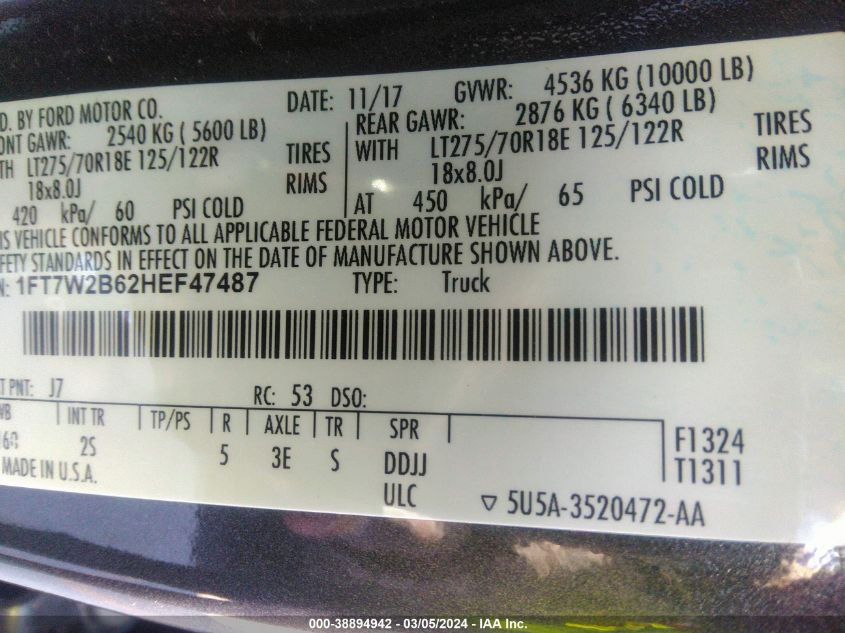 D. BY FORD MOTOR CO. DATE: 11/17 GVWR: 4536 KG (10000 LB)
ONT GAWR: 2540 KG ( 5600 LB) REAR GAWR: 2876 KG ( 6340 LB)
TH LT275/70R18E 125/122R TIRES WITH LT275/70R18E 125/122R TIRES
18x8.0J RIMS 18x8.0J RIMS
420 kPa/ 60 PSI COLD AT 450 kPa/ 65 PSI COLD
IS VEHICLE CONFORMS TO ALL APPLICABLE FEDERAL MOTOR VEHICLE
FETY STANDARDS IN EFFECT ON THE DATE OF MANUFACTURE SHOWN ABOVE.
N: 1FT7W2B62HEF47487 TYPE: Truck
T PNT: J7 RC: 53 DSO:
WB INT TR TP/PS R AXLE TR SPR
2S 5 3E S DDJJ
F1324
T1311
MADE IN U.S.A. ULC ▽ 5U5A-3520472-AA
000-38894942 - 03/05/2024 - IAA Inc.